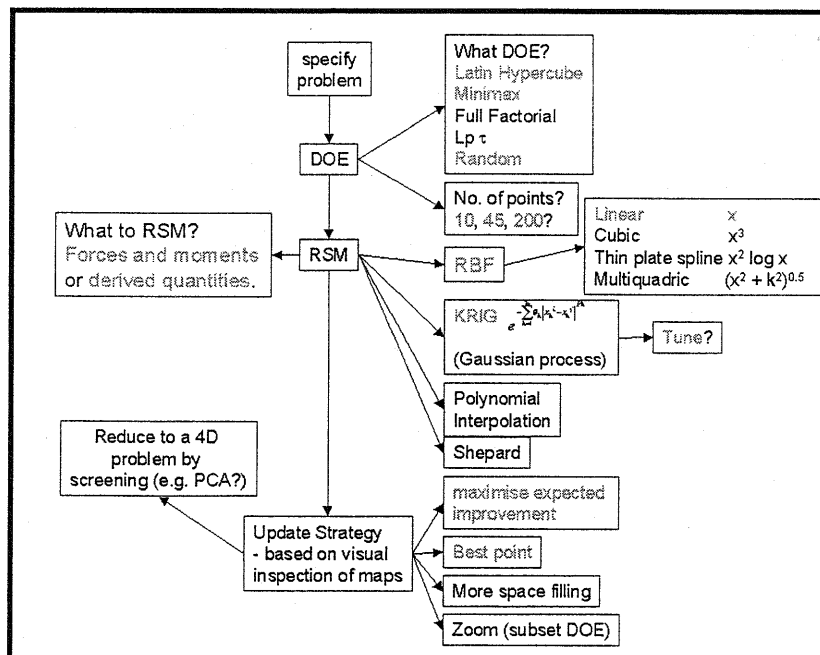 specify
problem
What DOE?
Latin Hypercube
Minimax
Full Factorial
Lp τ
Random
DOE
No. of points?
10, 45, 200?
What to RSM?
Forces and moments
or derived quantities.
RSM
RBF
Linear x
Cubic x³
Thin plate spline x² log x
Multiquadric (x² + k²)^0.5
KRIG
(Gaussian process)
Tune?
Polynomial
Interpolation
Shepard
Reduce to a 4D
problem by
screening (e.g. PCA?)
Update Strategy
- based on visual
inspection of maps
maximise expected
improvement
Best point
More space filling
Zoom (subset DOE)